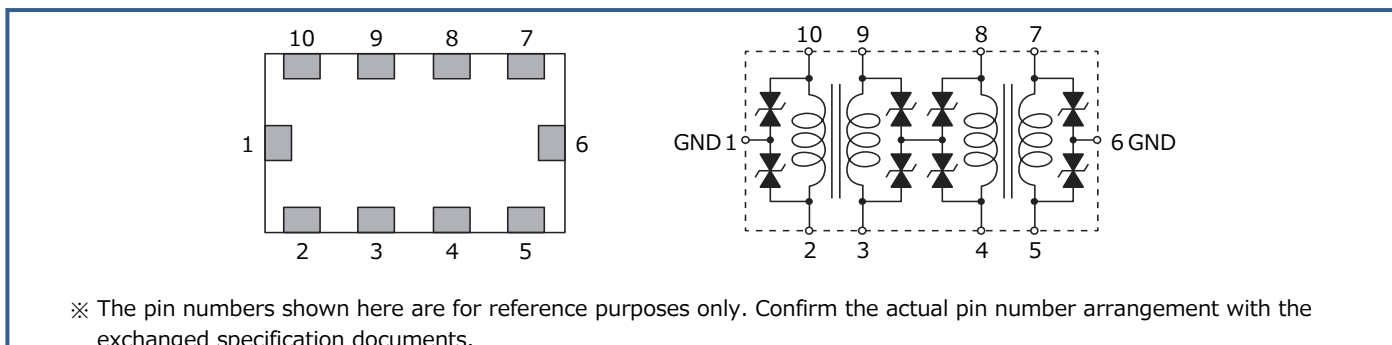 10 9 8 7
1 6
2 3 4 5
10 9 8 7
GND 1 6 GND
2 3 4 5
※ The pin numbers shown here are for reference purposes only. Confirm the actual pin number arrangement with the
exchanged specification documents.